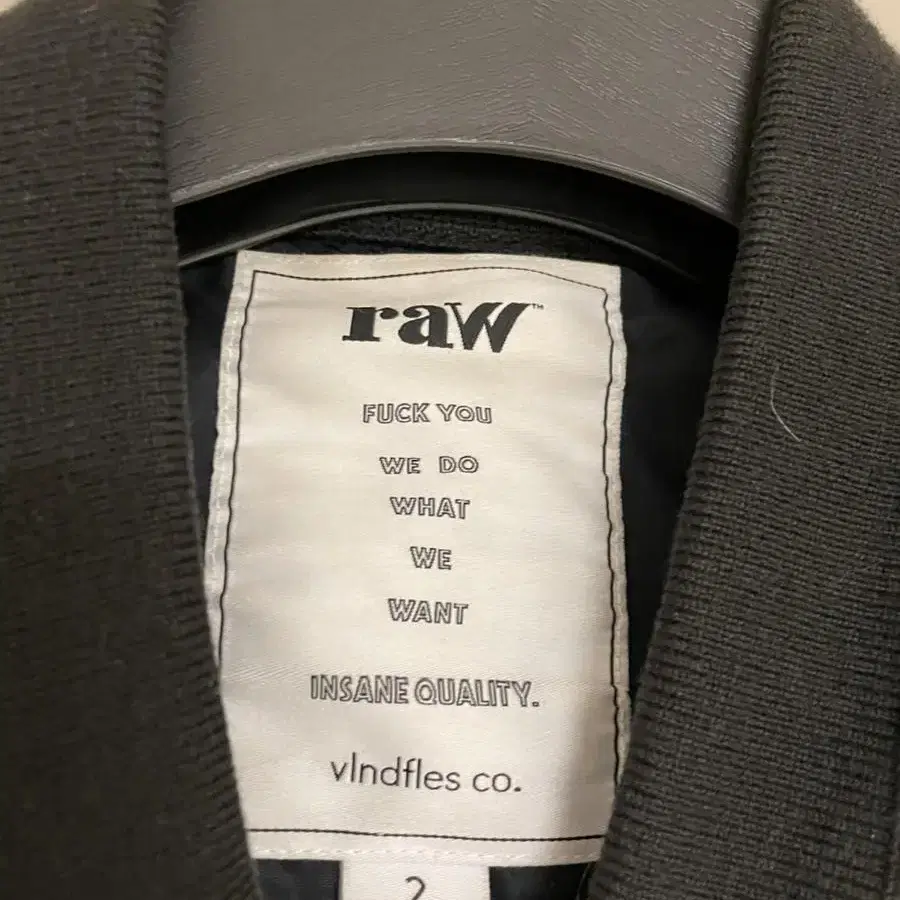 raw™
FUCK YOU
WE DO
WHAT
WE
WANT
INSANE QUALITY.
vlndfles co.
2